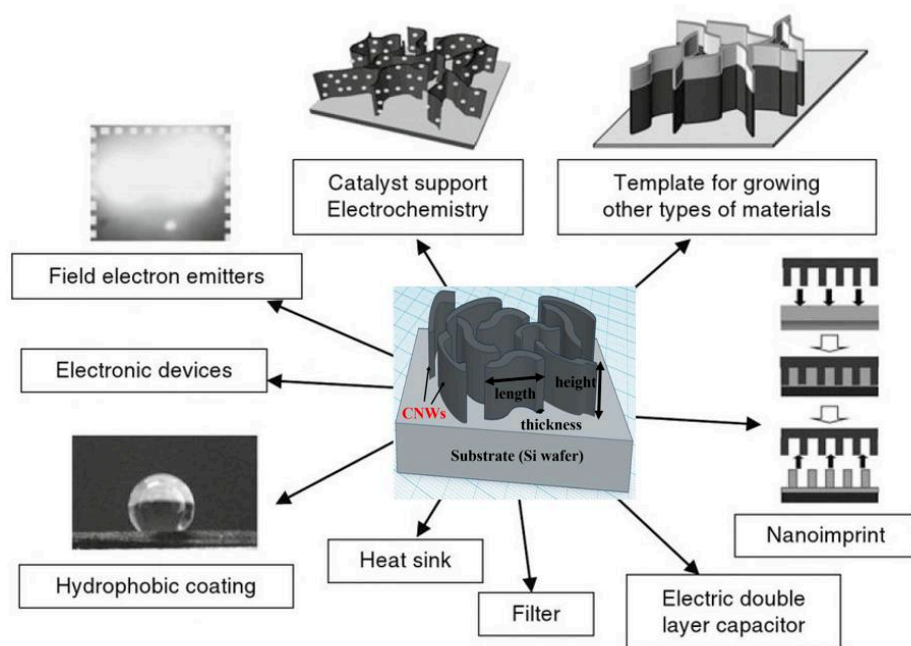 Catalyst support
Electrochemistry
Template for growing
other types of materials
Field electron emitters
Electronic devices
length
height
CNWs
thickness
Substrate (Si wafer)
Nanoimprint
Hydrophobic coating
Heat sink
Filter
Electric double
layer capacitor